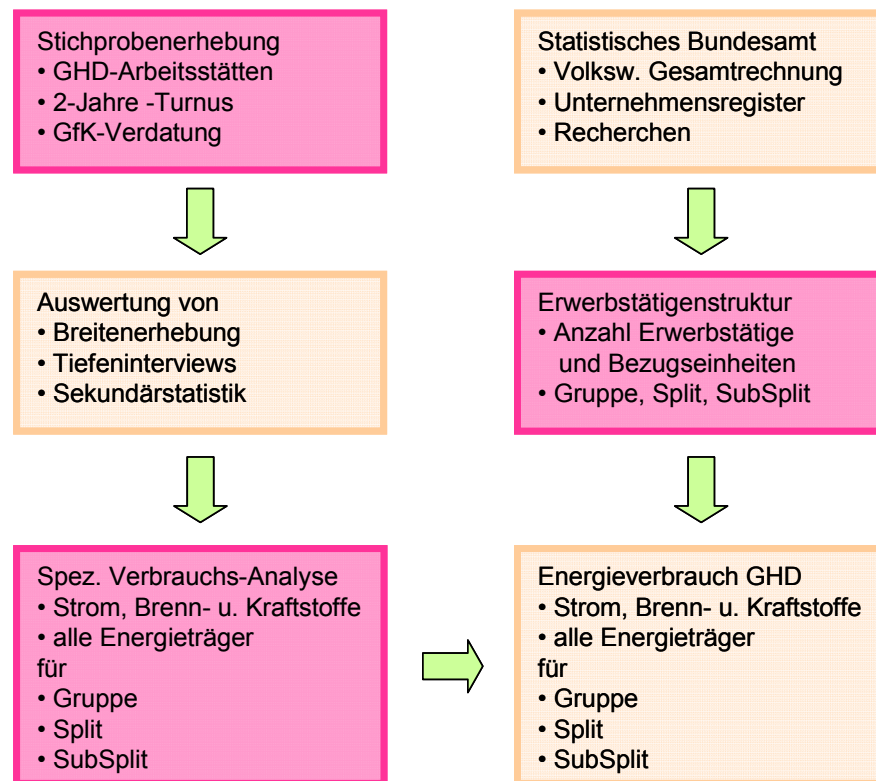 Stichprobenerhebung
• GHD-Arbeitsstätten
• 2-Jahre -Turnus
• GfK-Verdatung
Auswertung von
• Breitenerhebung
• Tiefeninterviews
• Sekundärstatistik
Spez. Verbrauchs-Analyse
• Strom, Brenn- u. Kraftstoffe
• alle Energieträger
für
• Gruppe
• Split
• SubSplit
Statistisches Bundesamt
• Volksw. Gesamtrechnung
• Unternehmensregister
• Recherchen
Erwerbstätigenstruktur
• Anzahl Erwerbstätige
und Bezugseinheiten
• Gruppe, Split, SubSplit
Energieverbrauch GHD
• Strom, Brenn- u. Kraftstoffe
• alle Energieträger
für
• Gruppe
• Split
• SubSplit